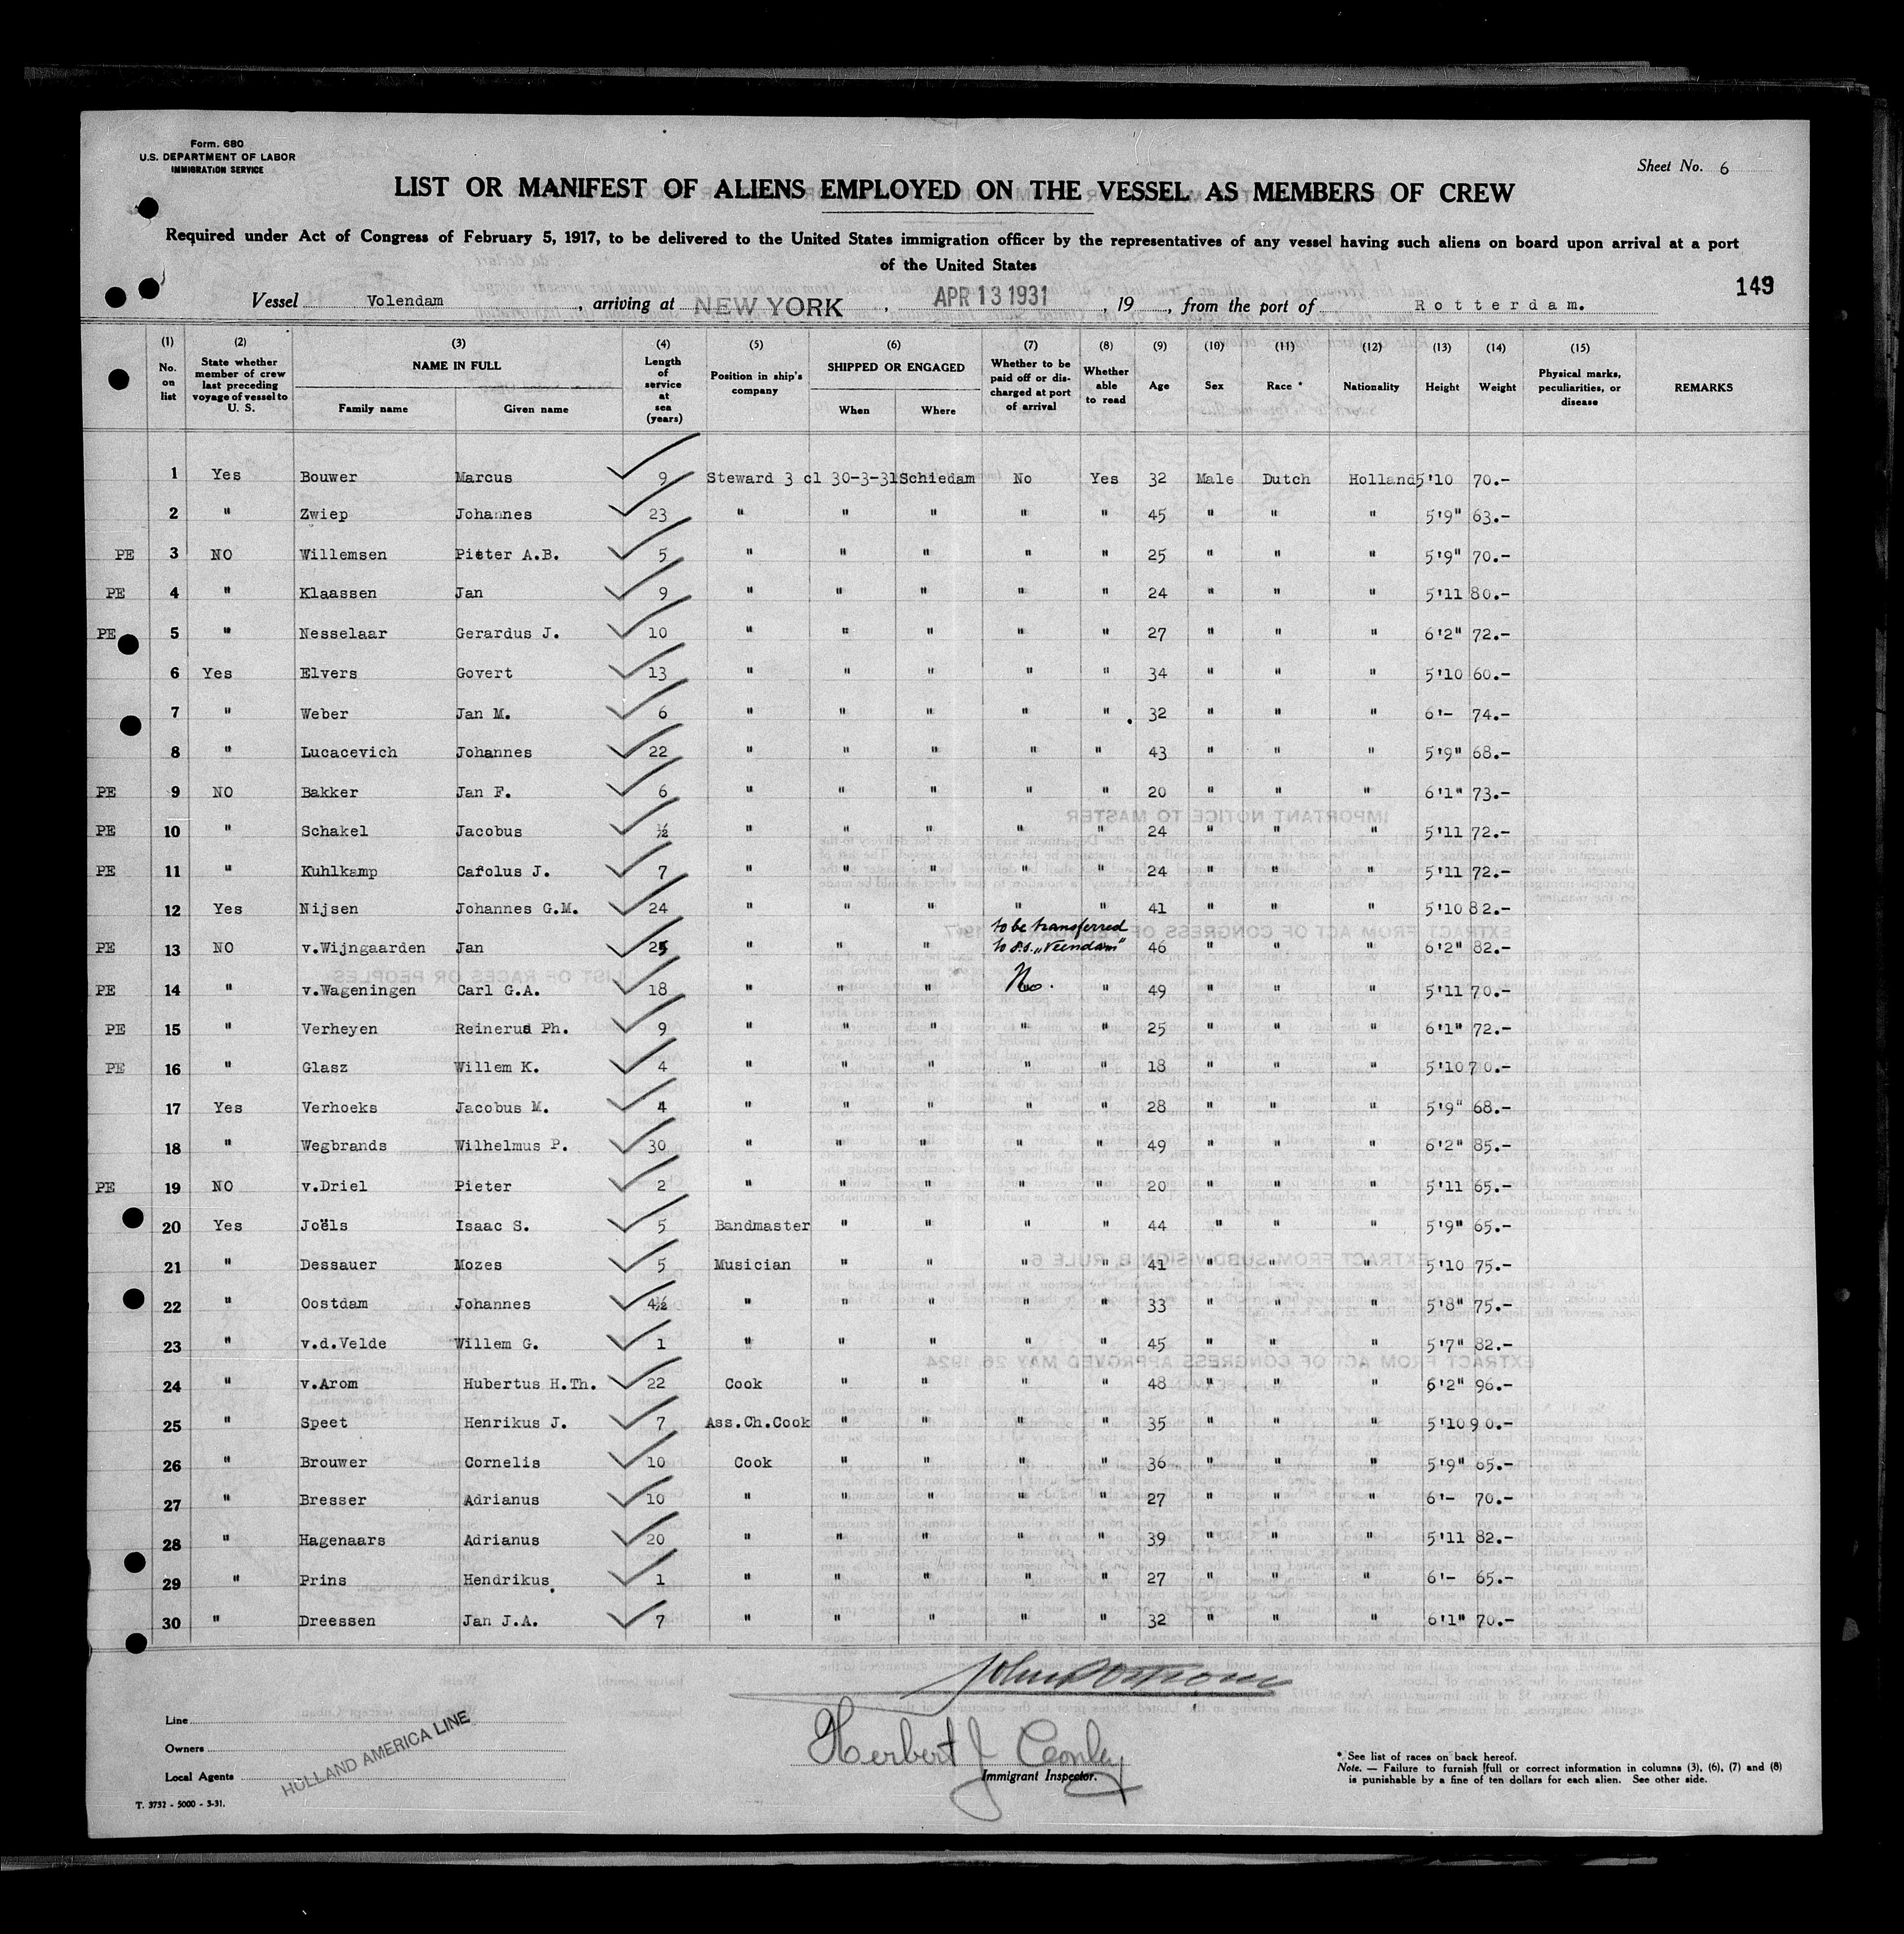 Form. 680
U.S. DEPARTMENT OF LABOR
IMMIGRATION SERVICE
Sheet No. 6
LIST OR MANIFEST OF ALIENS EMPLOYED ON THE VESSEL AS MEMBERS OF CREW
Required under Act of Congress of February 5, 1917, to be delivered to the United States immigration officer by the representatives of any vessel having such aliens on board upon arrival at a port
of the United States
149
Vessel Volendam, arriving at NEW YORK, APR 13 1931, 19, from the port of Rotterdam.
(1) No. on list (2) State whether member of crew last preceding voyage of vessel to U. S. (3) NAME IN FULL Family name Given name (4) Length of service at sea (years) (5) Position in ship's company (6) SHIPPED OR ENGAGED When Where (7) Whether to be paid off or discharged at port of arrival (8) Whether able to read (9) Age (10) Sex (11) Race * (12) Nationality (13) Height (14) Weight (15) Physical marks, peculiarities, or disease REMARKS
1 Yes Bouwer Marcus 9 Steward 3 cl 30-3-31 Schiedam No Yes 32 Male Dutch Holland 5'10 70.-
2 " Zwiep Johannes 23 " " " " " 45 " " " 5'9" 63.-
PE 3 NO Willemsen Pieter A.B. 5 " " " " " 25 " " " 5'9" 70.-
PE 4 " Klaassen Jan 9 " " " " " 24 " " " 5'11 80.-
PE 5 " Nesselaar Gerardus J. 10 " " " " " 27 " " " 6'2" 72.-
6 Yes Elvers Govert 13 " " " " " 34 " " " 5'10 60.-
7 " Weber Jan M. 6 " " " " " 32 " " " 6'- 74.-
8 " Lucacevich Johannes 22 " " " " " 43 " " " 5'9" 68.-
PE 9 NO Bakker Jan F. 6 " " " " " 20 " " " 6'1" 73.-
PE 10 " Schakel Jacobus ½ " " " " " 24 " " " 5'11 72.-
PE 11 " Kuhlkamp Carolus J. 7 " " " " " 24 " " " 5'11 72.-
12 Yes Nijsen Johannes G.M. 24 " " " " " 41 " " " 5'10 82.-
PE 13 NO v.Wijngaarden Jan 25 " " " to be transferred to s.s. „Veendam" " 46 " " " 6'2" 82.-
PE 14 " v.Wageningen Carl G.A. 18 " " " No. " 49 " " " 5'11 70.-
PE 15 " Verheyen Reinerus Ph. 9 " " " " " 25 " " " 6'1" 72.-
PE 16 " Glasz Willem K. 4 " " " " " 18 " " " 5'10 70.-
17 Yes Verhoeks Jacobus M. 4 " " " " " 28 " " " 5'9" 68.-
18 " Wegbrands Wilhelmus P. 30 " " " " " 49 " " " 6'2" 85.-
PE 19 NO v.Driel Pieter 2 " " " " " 20 " " " 5'11 65.-
20 Yes Joëls Isaac S. 5 Bandmaster " " " " 44 " " " 5'9" 65.-
21 " Dessauer Mozes 5 Musician " " " " 41 " " " 5'10 75.-
22 " Oostdam Johannes 4½ " " " " " 33 " " " 5'8" 75.-
23 " v.d.Velde Willem G. 1 " " " " " 45 " " " 5'7" 82.-
24 " v.Arom Hubertus H.Th. 22 Cook " " " " 48 " " " 6'2" 96.-
25 " Speet Henrikus J. 7 Ass.Ch.Cook " " " " 35 " " " 5'10 90.-
26 " Brouwer Cornelis 10 Cook " " " " 36 " " " 5'9" 65.-
27 " Bresser Adrianus 10 " " " " " 27 " " " 6'- 70.-
28 " Hagenaars Adrianus 20 " " " " " 39 " " " 5'11 82.-
29 " Prins Hendrikus. 1 " " " " " 27 " " " 6'- 65.-
30 " Dreessen Jan J.A. 7 " " " " " 32 " " " 6'1" 70.-
Line
Owners
Local Agents
HOLLAND AMERICA LINE
Herbert J Conley
Immigrant Inspector.
* See list of races on back hereof.
Note. — Failure to furnish full or correct information in columns (3), (6), (7) and (8)
is punishable by a fine of ten dollars for each alien. See other side.
T. 3732 - 5000 - 3-31.